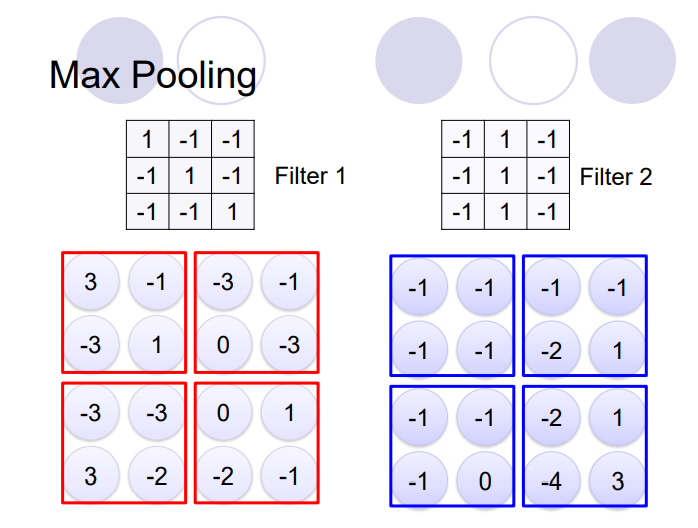 Max Pooling
1 -1 -1
-1 1 -1
-1 -1 1
Filter 1
-1 1 -1
-1 1 -1
-1 1 -1
Filter 2
3 -1 -3 -1
-3 1 0 -3
-3 -3 0 1
3 -2 -2 -1
-1 -1 -1 -1
-1 -1 -2 1
-1 -1 -2 1
-1 0 -4 3